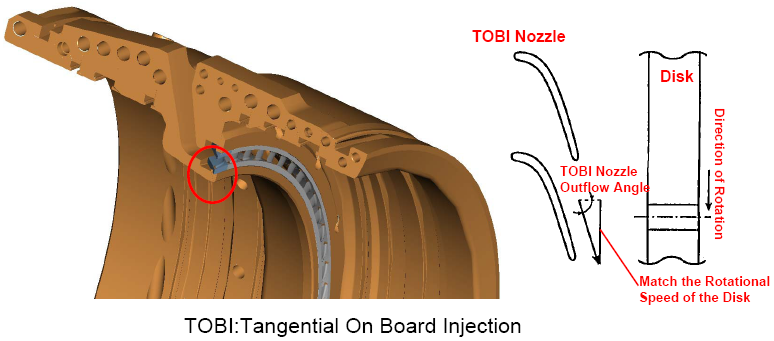 TOBI Nozzle
Disk
Direction of Rotation
TOBI Nozzle
Outflow Angle
Match the Rotational
Speed of the Disk
TOBI:Tangential On Board Injection